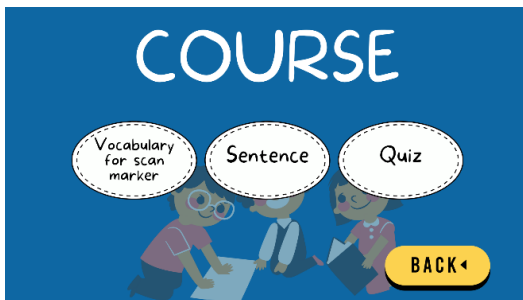 COURSE
Vocabulary
for scan
marker
Sentence
Quiz
BACK